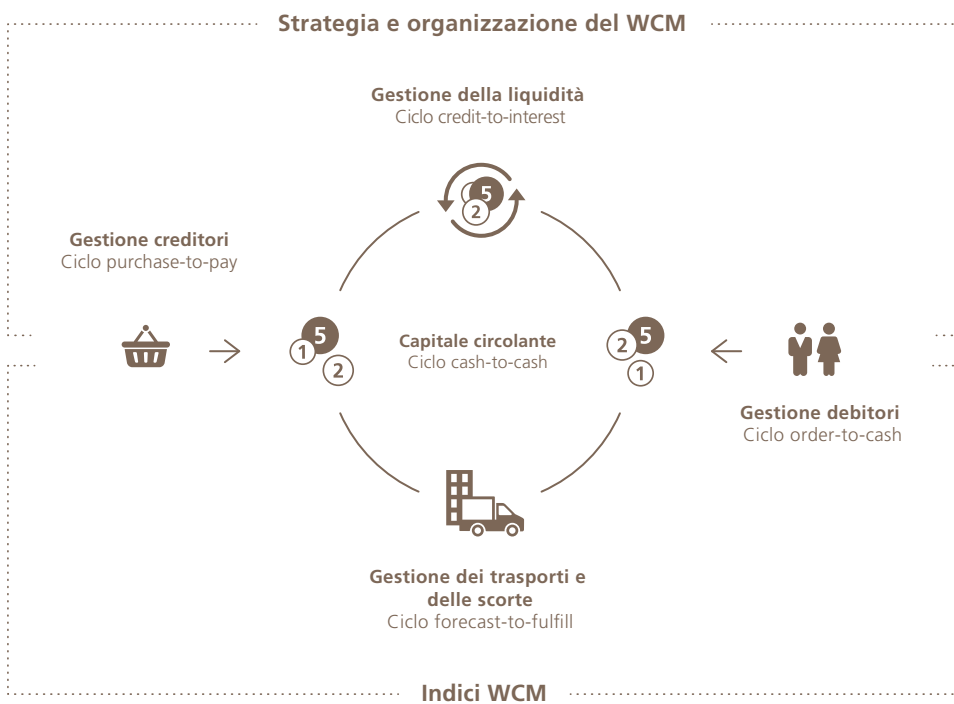 Strategia e organizzazione del WCM
Gestione della liquidità
Ciclo credit-to-interest
5
2
Gestione creditori
Ciclo purchase-to-pay
5
1
2
Capitale circolante
Ciclo cash-to-cash
5
2
1
Gestione debitori
Ciclo order-to-cash
Gestione dei trasporti e
delle scorte
Ciclo forecast-to-fulfill
Indici WCM